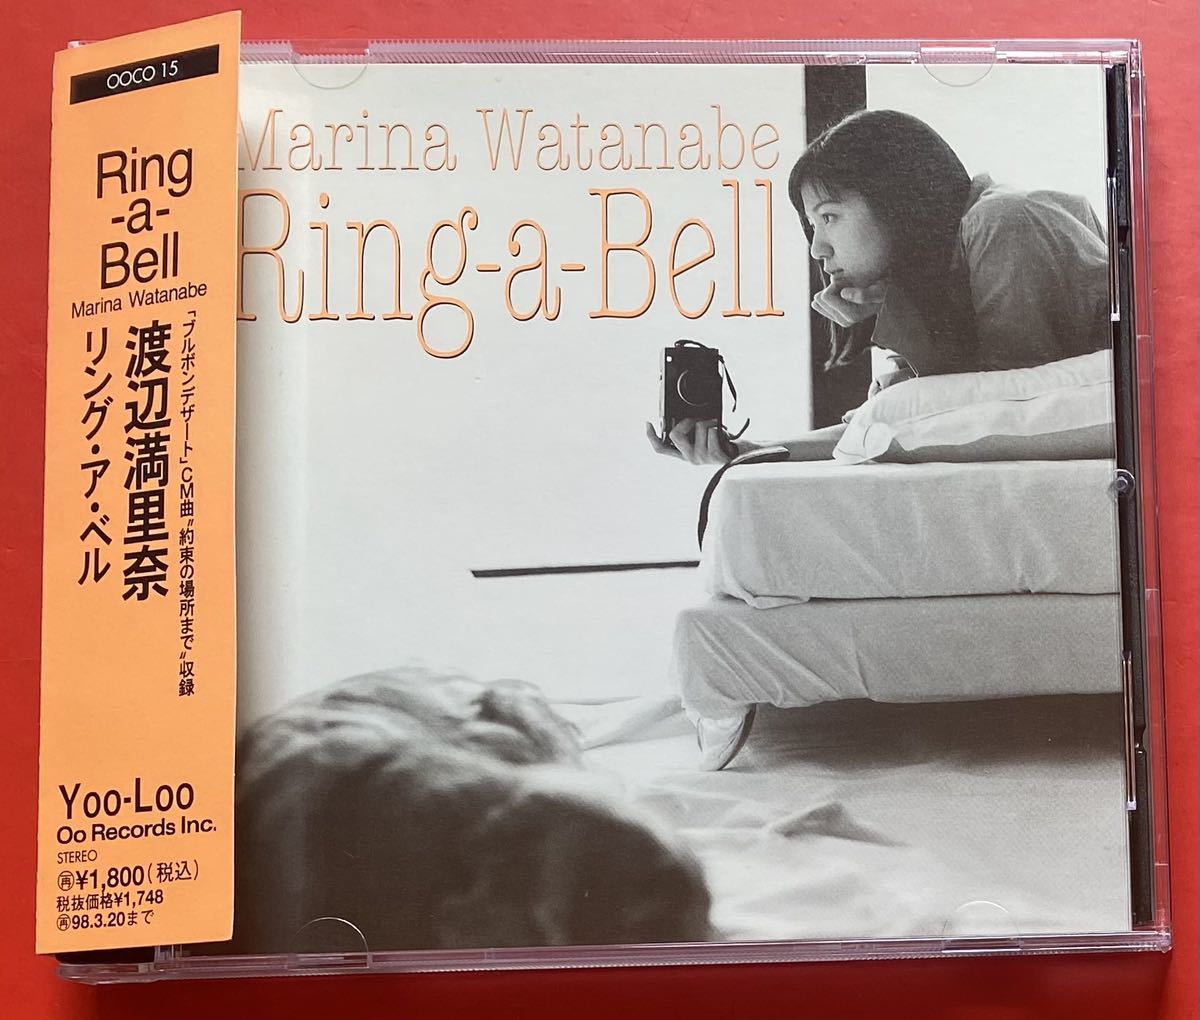 OOCO 15
Ring
-a-
Bell
Marina Watanabe
「ブルボンデザート」CM曲“約束の場所まで”収録
渡辺満里奈
リング・ア・ベル
Yoo-Loo
Oo Records Inc.
STEREO
再¥1,800(税込)
税抜価格¥1,748
再98.3.20まで
Marina Watanabe
Ring-a-Bell